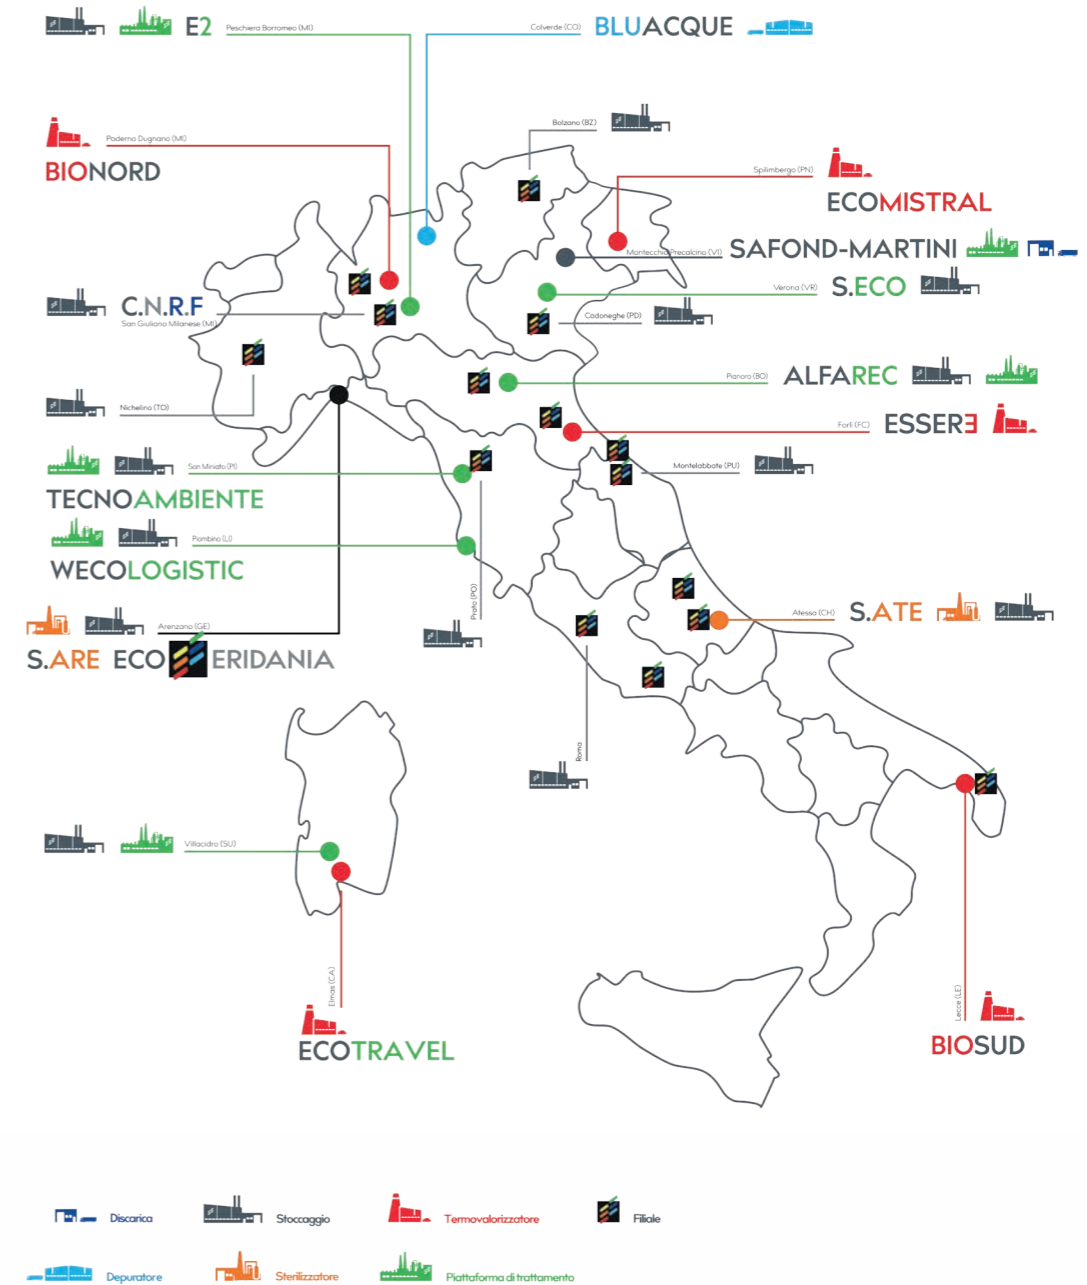 E2
Peschiera Borromeo (MI)
Colverde (CO)
BLUACQUE
Bolzano (BZ)
Paderno Dugnano (MI)
BIONORD
Spilimbergo (PN)
ECOMISTRAL
Montecchio Precalcino (VI)
SAFOND-MARTINI
Verona (VR)
S.ECO
C.N.R.F
San Giuliano Milanese (MI)
Cadoneghe (PD)
Pianoro (BO)
ALFAREC
Nichelino (TO)
Forlì (FC)
ESSERE
San Miniato (PI)
TECNOAMBIENTE
Montelabbate (PU)
Piombino (LI)
WECOLOGISTIC
Prato (PO)
Arenzano (GE)
S.ARE ECO ERIDANIA
Atessa (CH)
S.ATE
Roma
Villacidro (SU)
Elmas (CA)
ECOTRAVEL
Lecce (LE)
BIOSUD
Discarica
Stoccaggio
Termovalorizzatore
Filiale
Depuratore
Sterilizzatore
Piattaforma di trattamento